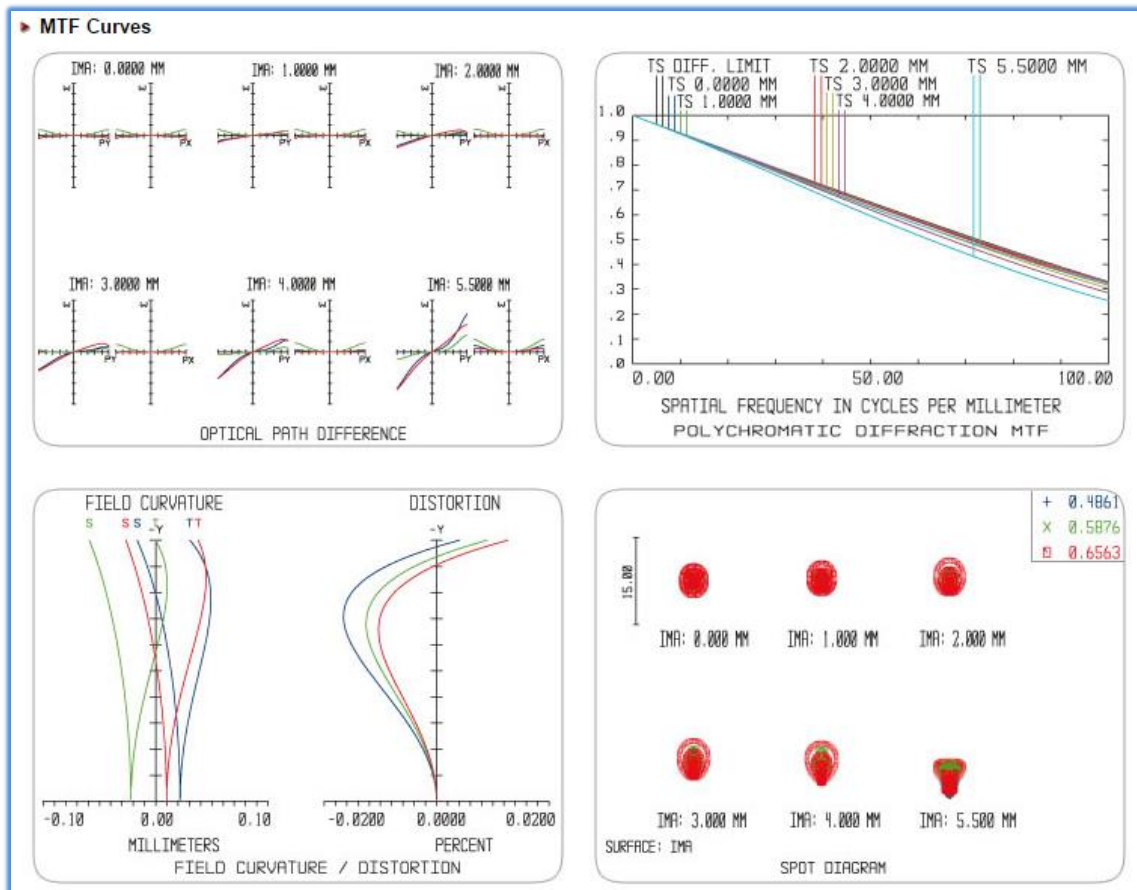 MTF Curves
IMA: 0.0000 MM
IMA: 1.0000 MM
IMA: 2.0000 MM
W W W W W W
PY PX PY PX PY PX
IMA: 3.0000 MM
IMA: 4.0000 MM
IMA: 5.5000 MM
W W W W W W
PY PX PY PX PY PX
OPTICAL PATH DIFFERENCE
TS DIFF. LIMIT
TS 2.0000 MM
TS 5.5000 MM
TS 0.0000 MM
TS 3.0000 MM
TS 1.0000 MM
TS 4.0000 MM
1.0
.9
.8
.7
.6
.5
.4
.3
.2
.1
.0
0.00 50.00 100.00
SPATIAL FREQUENCY IN CYCLES PER MILLIMETER
POLYCHROMATIC DIFFRACTION MTF
FIELD CURVATURE
DISTORTION
S S S T T T
-Y -Y
-0.10 0.00 0.10
-0.0200 0.0000 0.0200
MILLIMETERS
PERCENT
FIELD CURVATURE / DISTORTION
+ 0.4861
× 0.5876
0.6563
15.00
IMA: 0.000 MM
IMA: 1.000 MM
IMA: 2.000 MM
IMA: 3.000 MM
IMA: 4.000 MM
IMA: 5.500 MM
SURFACE: IMA
SPOT DIAGRAM